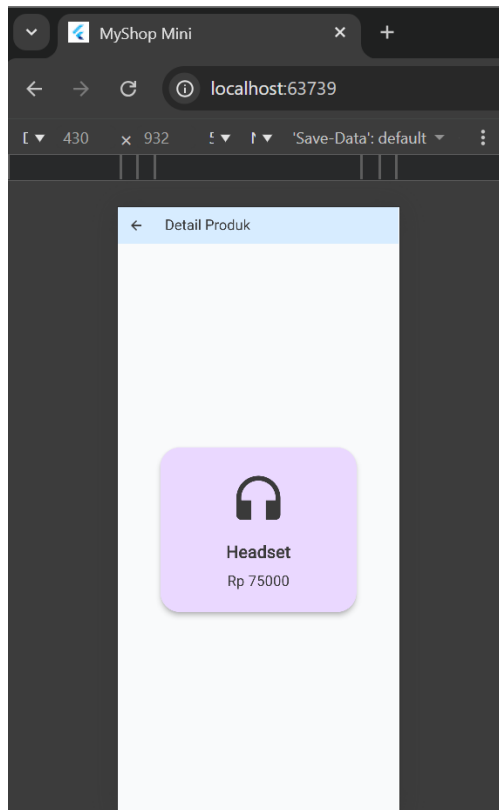 MyShop Mini
localhost:63739
430 × 932 'Save-Data': default
Detail Produk
Headset
Rp 75000